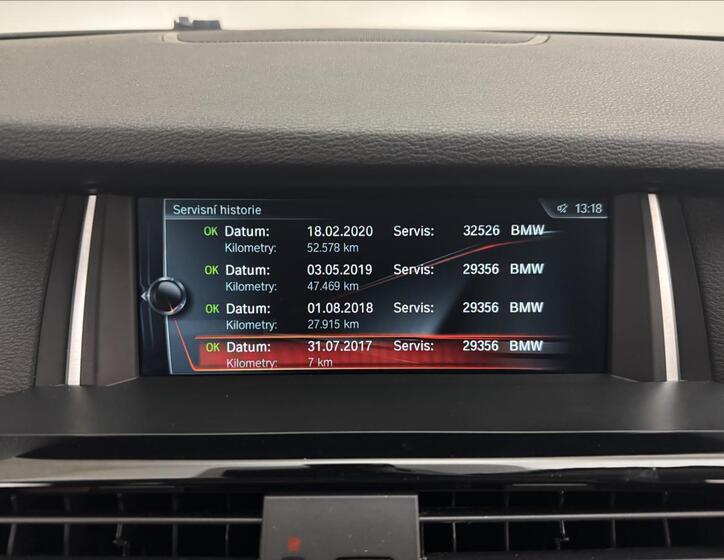 Servisní historie 13:18
OK Datum: 18.02.2020 Servis: 32526 BMW
Kilometry: 52.578 km
OK Datum: 03.05.2019 Servis: 29356 BMW
Kilometry: 47.469 km
OK Datum: 01.08.2018 Servis: 29356 BMW
Kilometry: 27.915 km
OK Datum: 31.07.2017 Servis: 29356 BMW
Kilometry: 7 km